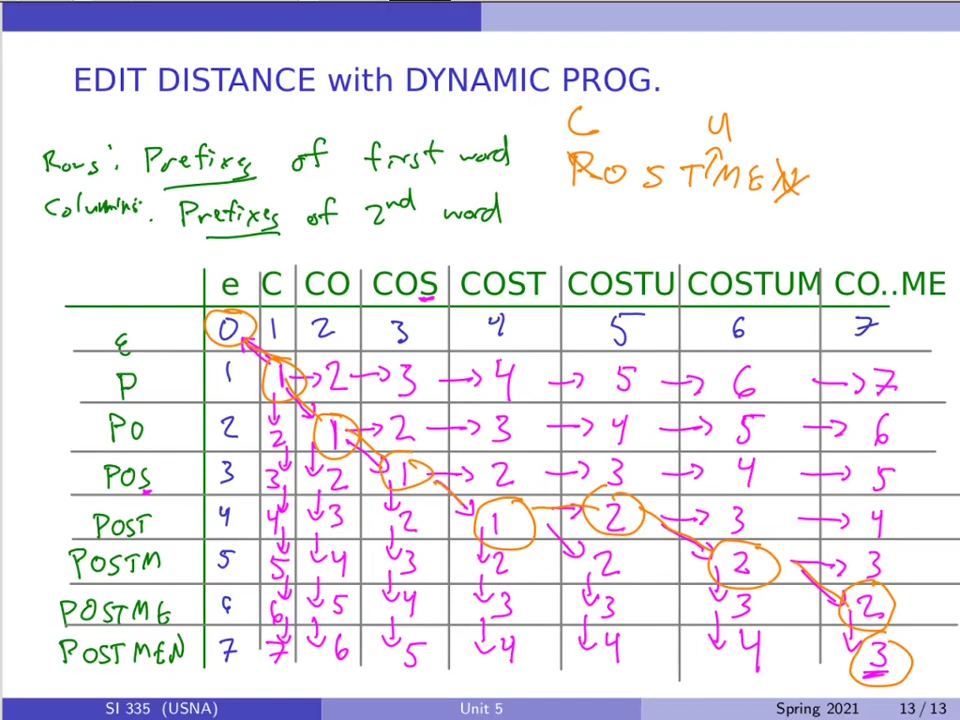 EDIT DISTANCE with DYNAMIC PROG.
C U
Rows: Prefixes of first word
POSTMEN
Columns: Prefixes of 2nd word
e C CO COS COST COSTU COSTUM CO..ME
ε 0 1 2 3 4 5 6 7
P 1 1 → 2 → 3 → 4 → 5 → 6 → 7
PO 2 2 1 → 2 → 3 → 4 → 5 → 6
POS 3 3 2 1 → 2 → 3 → 4 → 5
POST 4 4 3 2 1 → 2 → 3 → 4
POSTM 5 5 4 3 2 2 2 → 3
POSTME 6 6 5 4 3 3 3 2
POSTMEN 7 7 6 5 4 4 4 3
SI 335 (USNA) Unit 5 Spring 2021 13 / 13